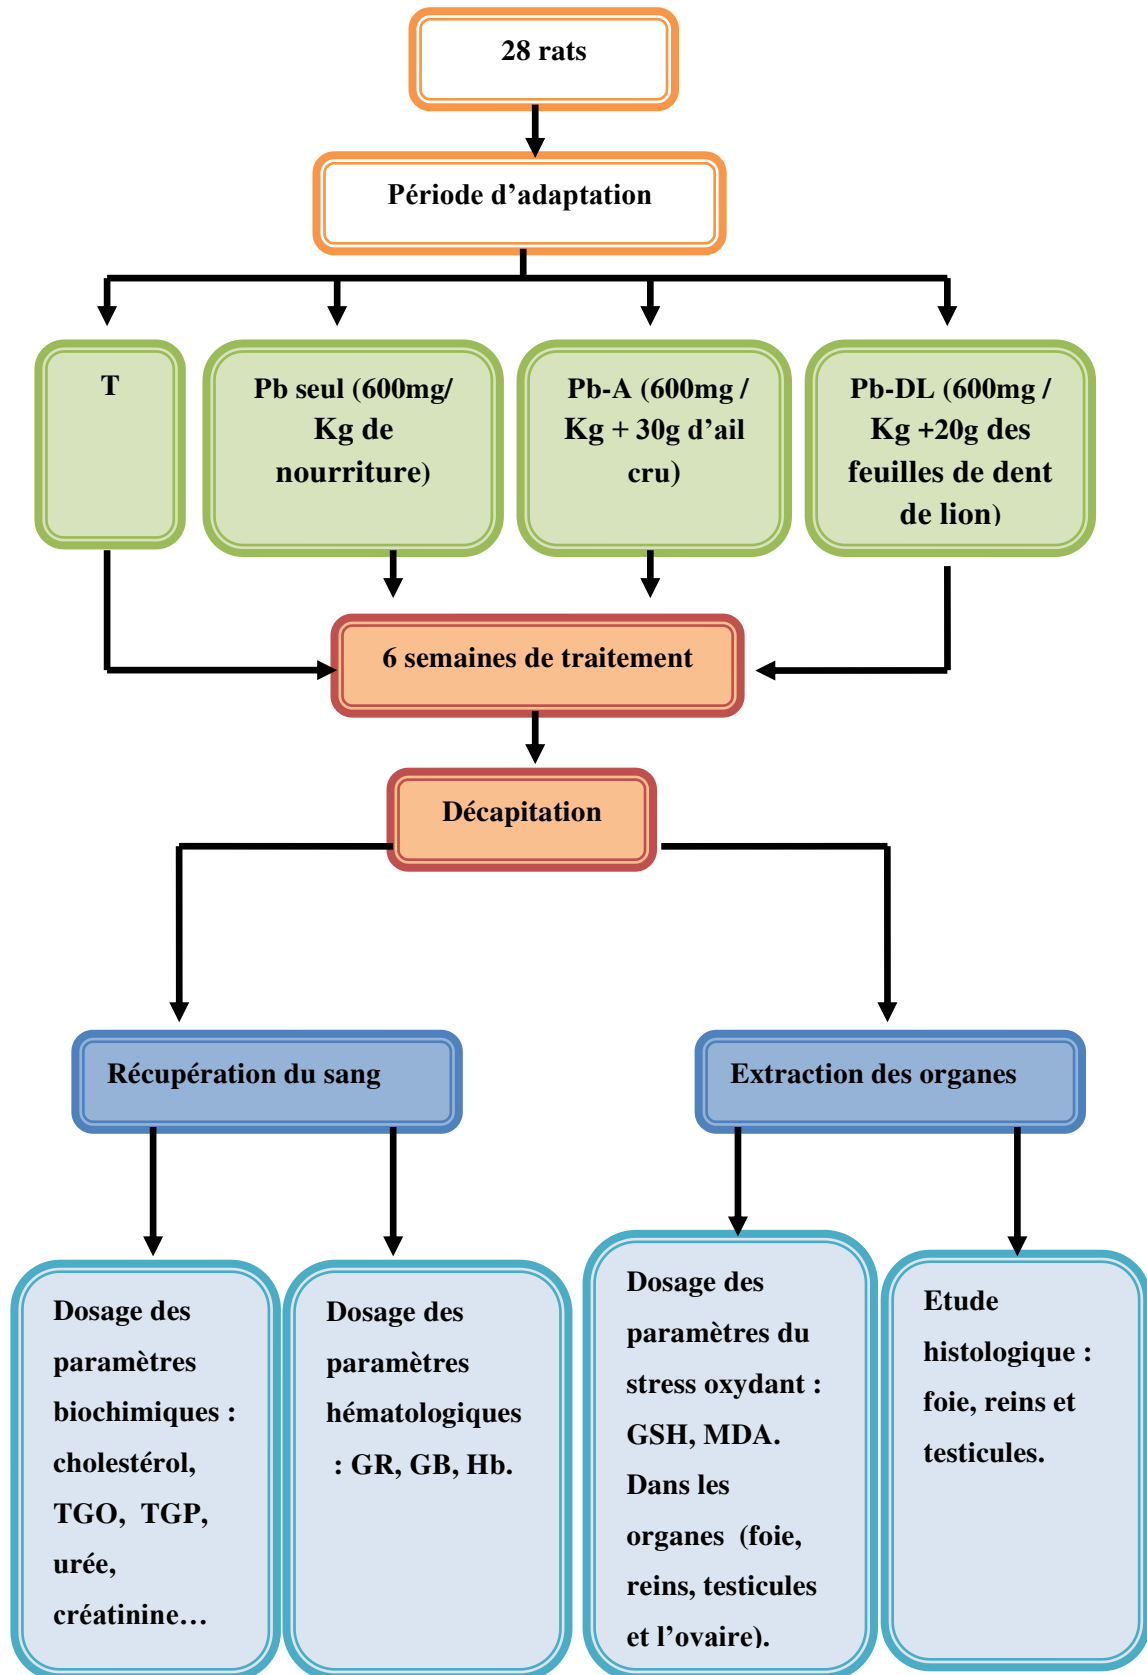 28 rats
Période d’adaptation
T
Pb seul (600mg/
Kg de
nourriture)
Pb-A (600mg /
Kg + 30g d’ail
cru)
Pb-DL (600mg /
Kg +20g des
feuilles de dent
de lion)
6 semaines de traitement
Décapitation
Récupération du sang
Extraction des organes
Dosage des
paramètres
biochimiques :
cholestérol,
TGO, TGP,
urée,
créatinine…
Dosage des
paramètres
hématologiques
: GR, GB, Hb.
Dosage des
paramètres du
stress oxydant :
GSH, MDA.
Dans les
organes (foie,
reins, testicules
et l’ovaire).
Etude
histologique :
foie, reins et
testicules.